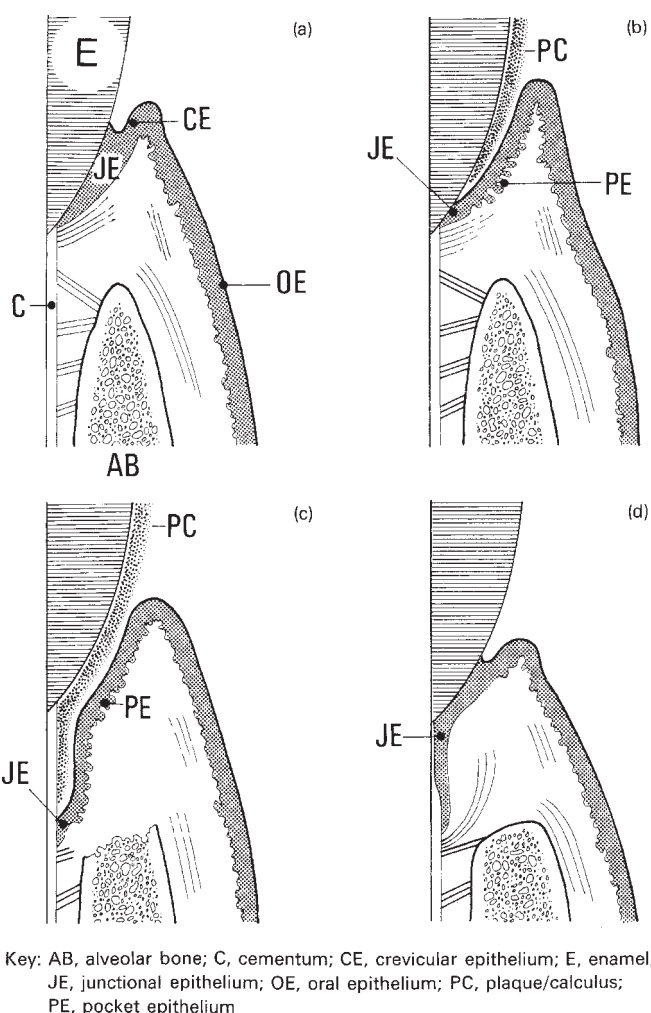 (a)
E
CE
JE
OE
C
AB
(b)
PC
JE
PE
(c)
PC
PE
JE
(d)
JE
Key: AB, alveolar bone; C, cementum; CE, crevicular epithelium; E, enamel
JE, junctional epithelium; OE, oral epithelium; PC, plaque/calculus;
PE, pocket epithelium